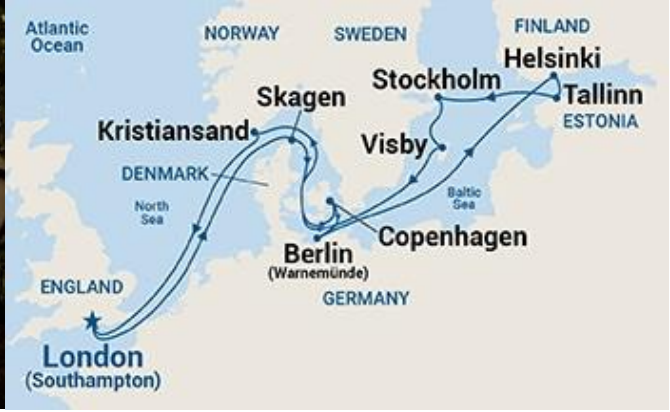 Atlantic
Ocean
NORWAY
SWEDEN
FINLAND
Helsinki
Stockholm
Tallinn
ESTONIA
Skagen
Kristiansand
Visby
DENMARK
North
Sea
Baltic
Sea
Copenhagen
Berlin
(Warnemünde)
GERMANY
ENGLAND
London
(Southampton)